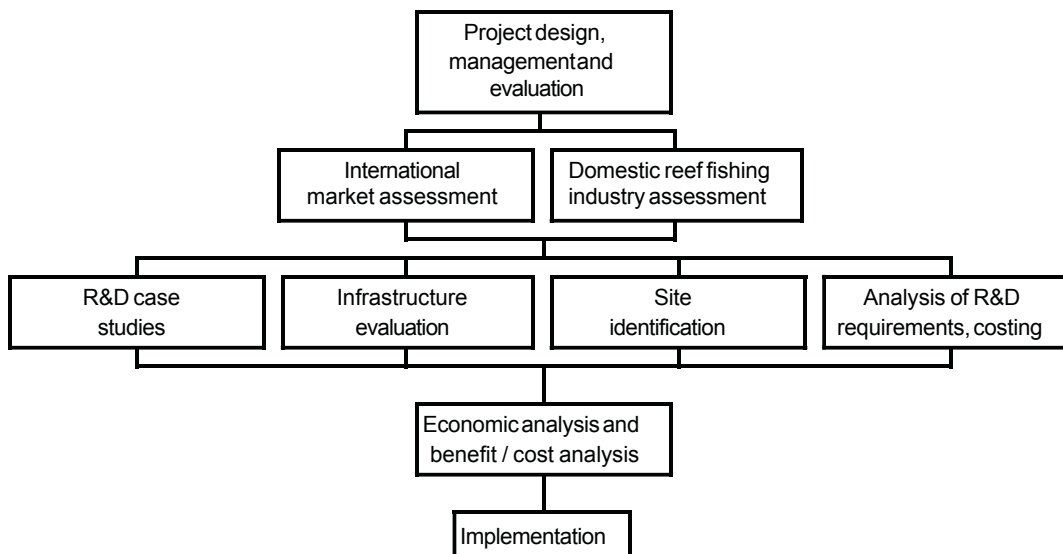 Project design,
management and
evaluation
International
market assessment
Domestic reef fishing
industry assessment
R&D case
studies
Infrastructure
evaluation
Site
identification
Analysis of R&D
requirements, costing
Economic analysis and
benefit / cost analysis
Implementation